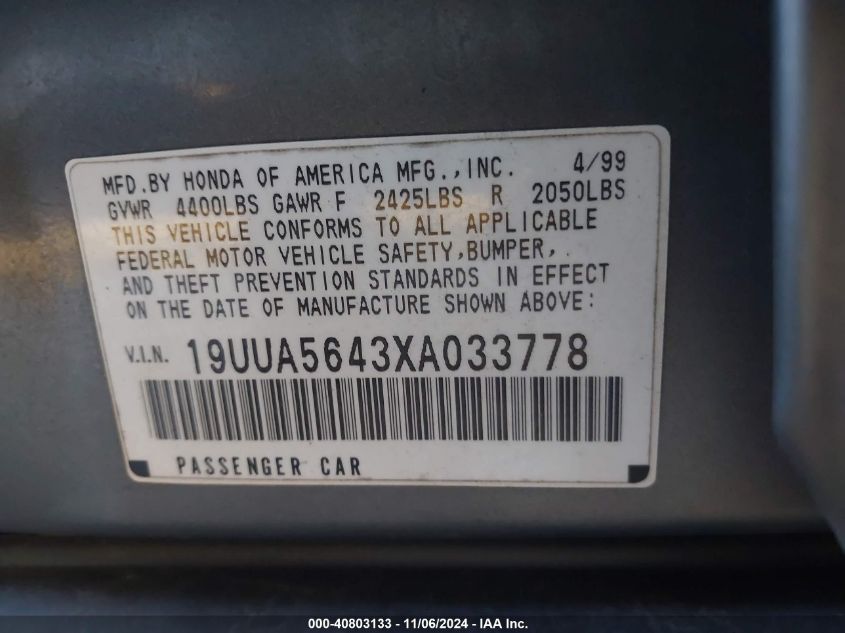 MFD.BY HONDA OF AMERICA MFG.,INC. 4/99
GVWR 4400LBS GAWR F 2425LBS R 2050LBS
THIS VEHICLE CONFORMS TO ALL APPLICABLE
FEDERAL MOTOR VEHICLE SAFETY,BUMPER,
AND THEFT PREVENTION STANDARDS IN EFFECT
ON THE DATE OF MANUFACTURE SHOWN ABOVE:
V.I.N. 19UUA5643XA033778
PASSENGER CAR
000-40803133 - 11/06/2024 - IAA Inc.